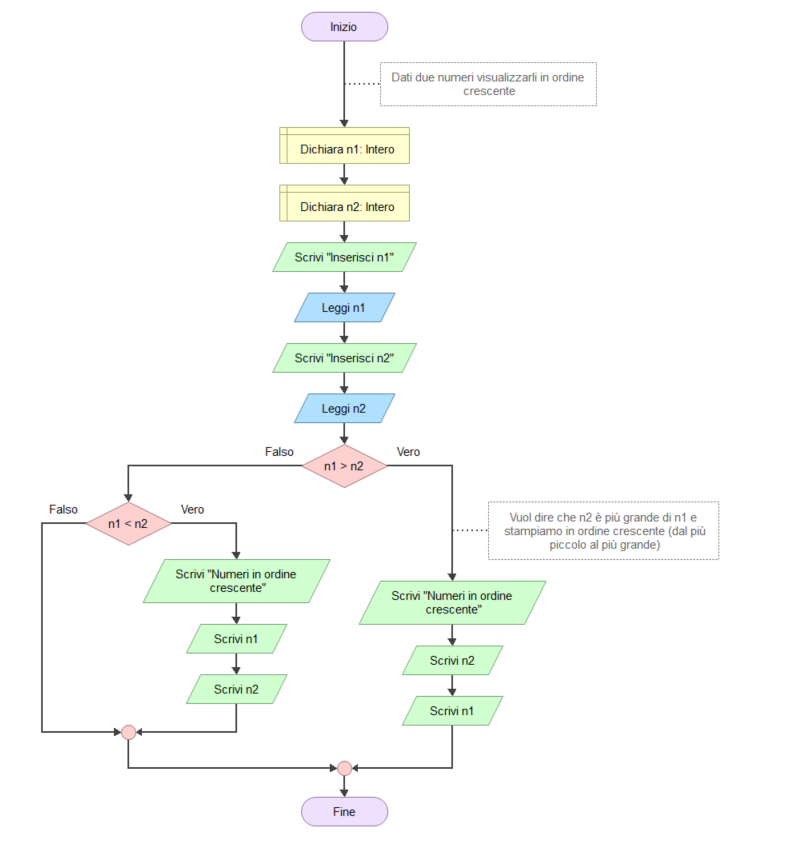 Inizio
Dati due numeri visualizzarli in ordine
crescente
Dichiara n1: Intero
Dichiara n2: Intero
Scrivi "Inserisci n1"
Leggi n1
Scrivi "Inserisci n2"
Leggi n2
Falso
Vero
n1 > n2
Falso
Vero
n1 < n2
Vuol dire che n2 è più grande di n1 e
stampiamo in ordine crescente (dal più
piccolo al più grande)
Scrivi "Numeri in ordine
crescente"
Scrivi n1
Scrivi n2
Scrivi "Numeri in ordine
crescente"
Scrivi n2
Scrivi n1
Fine